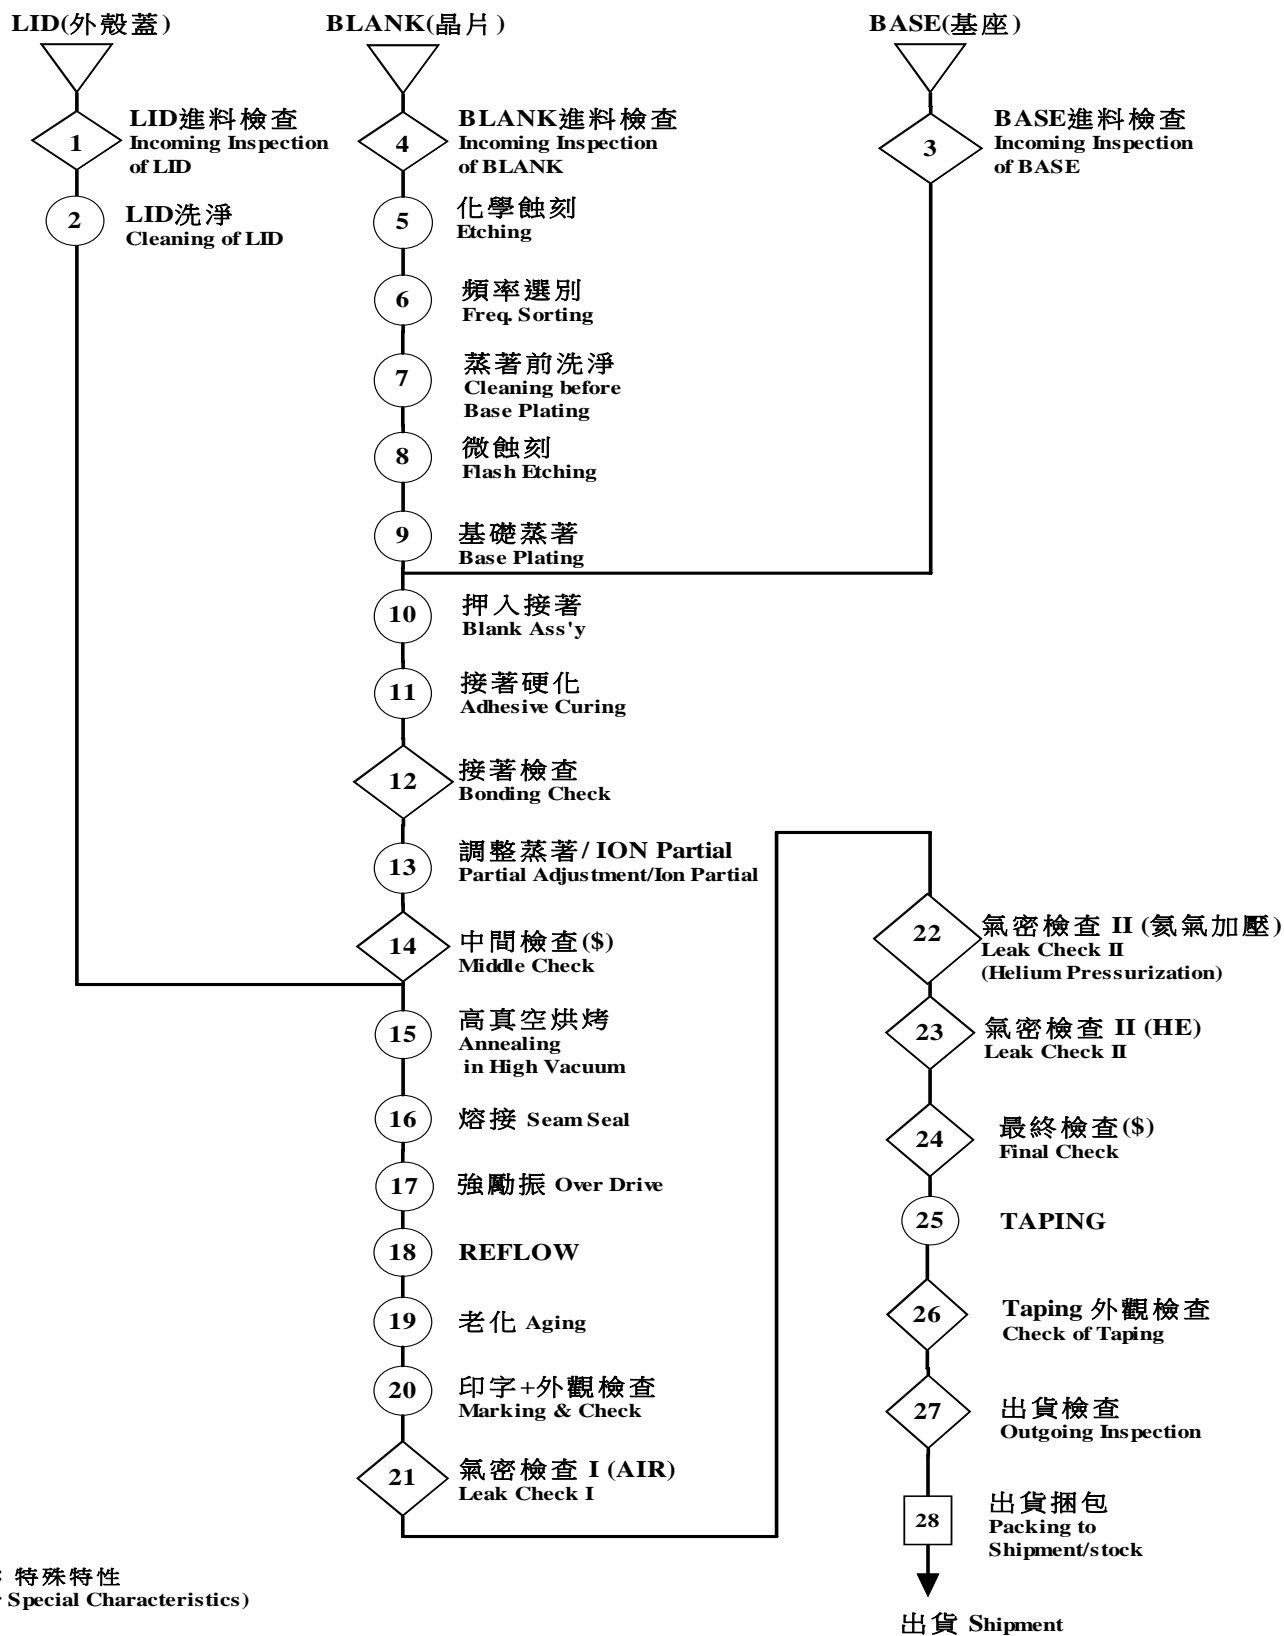 LID(外殼蓋)
BLANK(晶片)
BASE(基座)
1
LID進料檢查
Incoming Inspection
of LID
4
BLANK進料檢查
Incoming Inspection
of BLANK
3
BASE進料檢查
Incoming Inspection
of BASE
2
LID洗淨
Cleaning of LID
5
化學蝕刻
Etching
6
頻率選別
Freq. Sorting
7
蒸著前洗淨
Cleaning before
Base Plating
8
微蝕刻
Flash Etching
9
基礎蒸著
Base Plating
10
押入接著
Blank Ass'y
11
接著硬化
Adhesive Curing
12
接著檢查
Bonding Check
13
調整蒸著/ ION Partial
Partial Adjustment/Ion Partial
14
中間檢查($)
Middle Check
15
高真空烘烤
Annealing
in High Vacuum
16
熔接 Seam Seal
17
強勵振 Over Drive
18
REFLOW
19
老化 Aging
20
印字+外觀檢查
Marking & Check
21
氣密檢查 I (AIR)
Leak Check I
22
氣密檢查 II (氦氣加壓)
Leak Check II
(Helium Pressurization)
23
氣密檢查 II (HE)
Leak Check II
24
最終檢查($)
Final Check
25
TAPING
26
Taping 外觀檢查
Check of Taping
27
出貨檢查
Outgoing Inspection
28
出貨捆包
Packing to
Shipment/stock
出貨 Shipment
: 特殊特性
Special Characteristics)